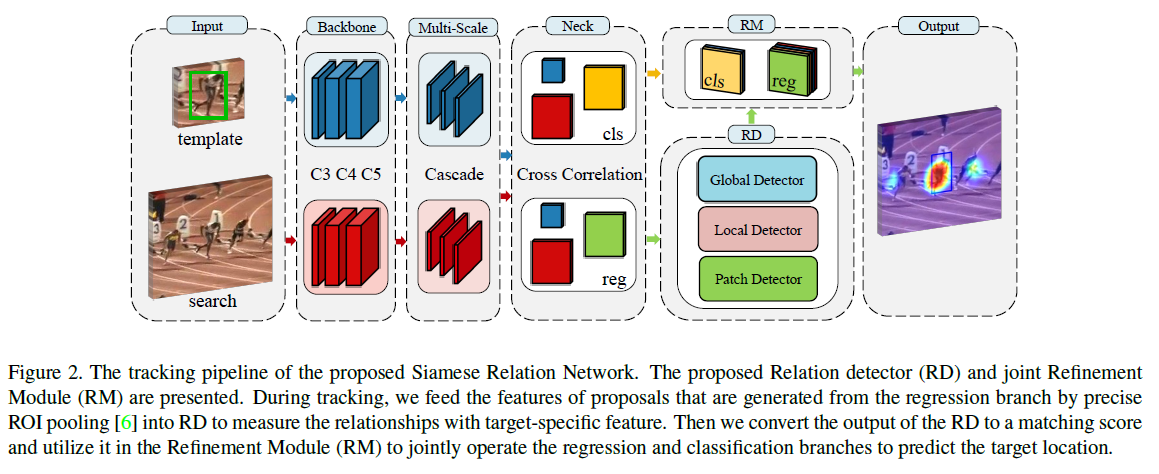 Input
Backbone
Multi-Scale
Neck
RM
Output
template
search
C3 C4 C5
Cascade
cls
Cross Correlation
reg
cls
reg
RD
Global Detector
Local Detector
Patch Detector
Figure 2. The tracking pipeline of the proposed Siamese Relation Network. The proposed Relation detector (RD) and joint Refinement
Module (RM) are presented. During tracking, we feed the features of proposals that are generated from the regression branch by precise
ROI pooling [6] into RD to measure the relationships with target-specific feature. Then we convert the output of the RD to a matching score
and utilize it in the Refinement Module (RM) to jointly operate the regression and classification branches to predict the target location.